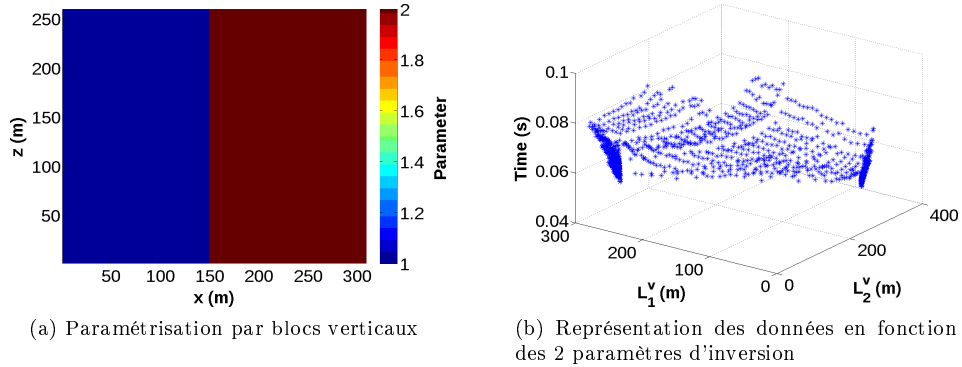 250
200
150
100
50
z (m)
50 100 150 200 250 300
x (m)
2
1.8
1.6
1.4
1.2
1
Parameter
(a) Paramétrisation par blocs verticaux
0.1
0.08
0.06
0.04
Time (s)
300
200
100
0
L₁ᵛ (m)
0
200
400
L₂ᵛ (m)
(b) Représentation des données en fonction
des 2 paramètres d'inversion